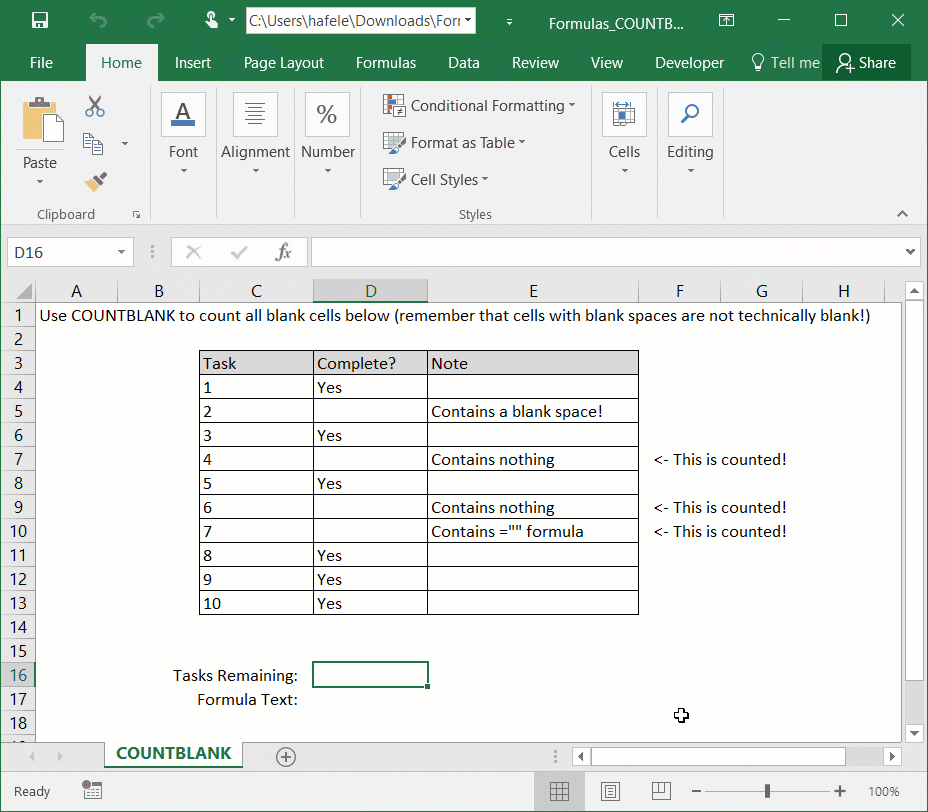 C:\Users\hafele\Downloads\For
Formulas_COUNTB...
File Home Insert Page Layout Formulas Data Review View Developer Tell me Share
Paste
Clipboard
A
Font
Alignment
%
Number
Conditional Formatting
Format as Table
Cell Styles
Styles
Cells
Editing
D16
fx
A B C D E F G H
1 Use COUNTBLANK to count all blank cells below (remember that cells with blank spaces are not technically blank!)
2
3 Task Complete? Note
4 1 Yes
5 2 Contains a blank space!
6 3 Yes
7 4 Contains nothing <- This is counted!
8 5 Yes
9 6 Contains nothing <- This is counted!
10 7 Contains ="" formula <- This is counted!
11 8 Yes
12 9 Yes
13 10 Yes
14
15
16 Tasks Remaining:
17 Formula Text:
18
COUNTBLANK
Ready
100%